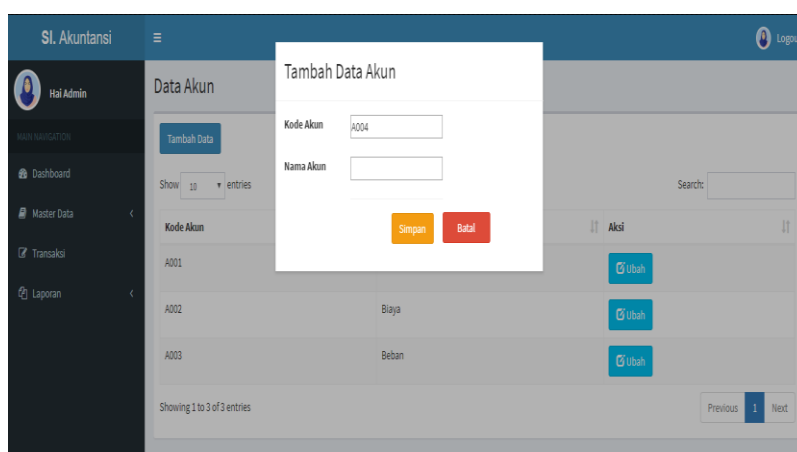 SI. Akuntansi
Logou
Hai Admin
MAIN NAVIGATION
Dashboard
Master Data
Transaksi
Laporan
Data Akun
Tambah Data
Show 10 entries
Search:
Kode Akun Aksi
A001 Ubah
A002 Biaya Ubah
A003 Beban Ubah
Showing 1 to 3 of 3 entries
Previous 1 Next
Tambah Data Akun
Kode Akun A004
Nama Akun
Simpan Batal